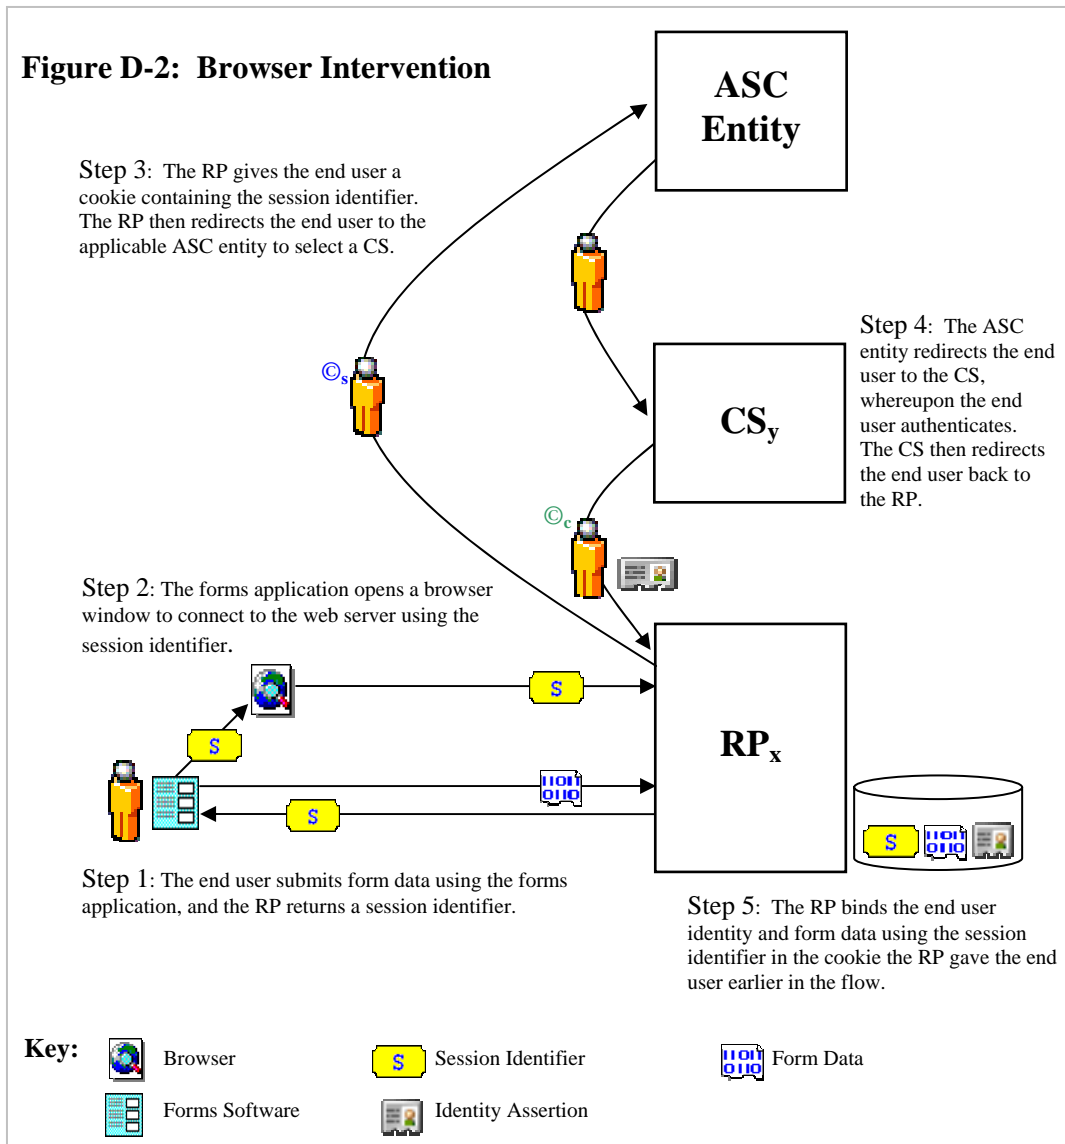 Figure D-2: Browser Intervention
ASC
Entity
Step 3: The RP gives the end user a
cookie containing the session identifier.
The RP then redirects the end user to the
applicable ASC entity to select a CS.
©s
Step 4: The ASC
entity redirects the end
user to the CS,
whereupon the end
user authenticates.
The CS then redirects
the end user back to
the RP.
CSy
©c
Step 2: The forms application opens a browser
window to connect to the web server using the
session identifier.
S
S
RPx
11011
0110
S
S
11011
0110
Step 1: The end user submits form data using the forms
application, and the RP returns a session identifier.
Step 5: The RP binds the end user
identity and form data using the session
identifier in the cookie the RP gave the end
user earlier in the flow.
Key:
Browser
S
Session Identifier
11011
0110
Form Data
Forms Software
Identity Assertion